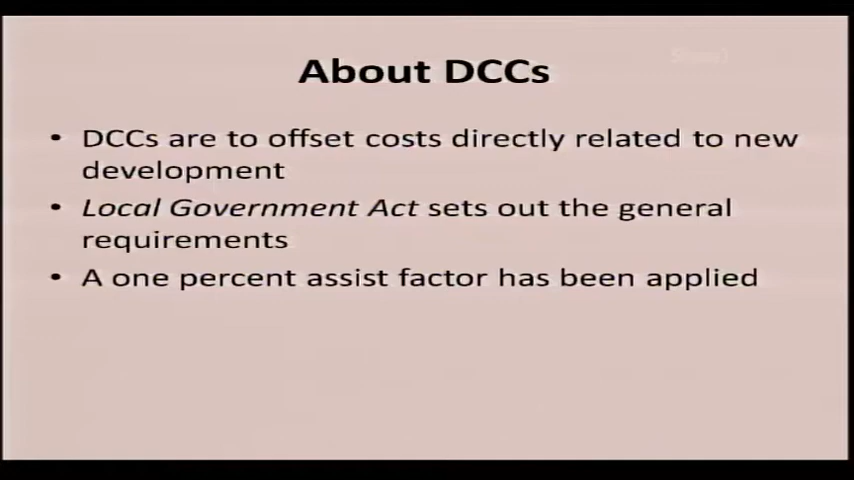 About DCCs
• DCCs are to offset costs directly related to new
development
• Local Government Act sets out the general
requirements
• A one percent assist factor has been applied